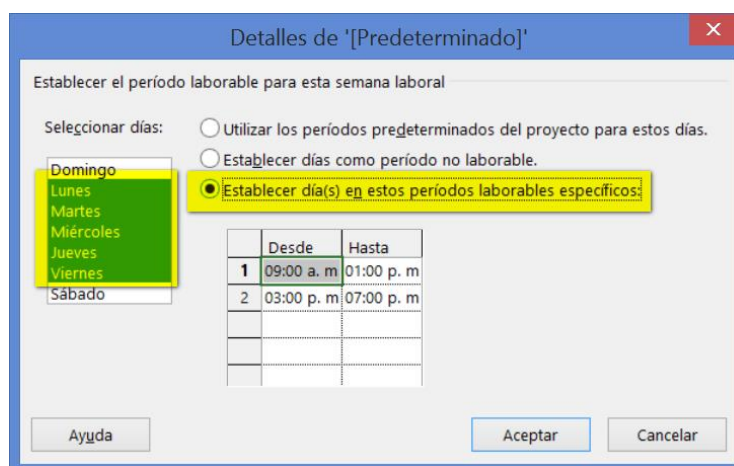 Detalles de '[Predeterminado]'
Establecer el período laborable para esta semana laboral
Seleccionar días:
Domingo
Lunes
Martes
Miércoles
Jueves
Viernes
Sábado
Utilizar los períodos predeterminados del proyecto para estos días.
Establecer días como período no laborable.
Establecer día(s) en estos períodos laborables específicos:
Desde Hasta
1 09:00 a. m 01:00 p. m
2 03:00 p. m 07:00 p. m
Ayuda Aceptar Cancelar